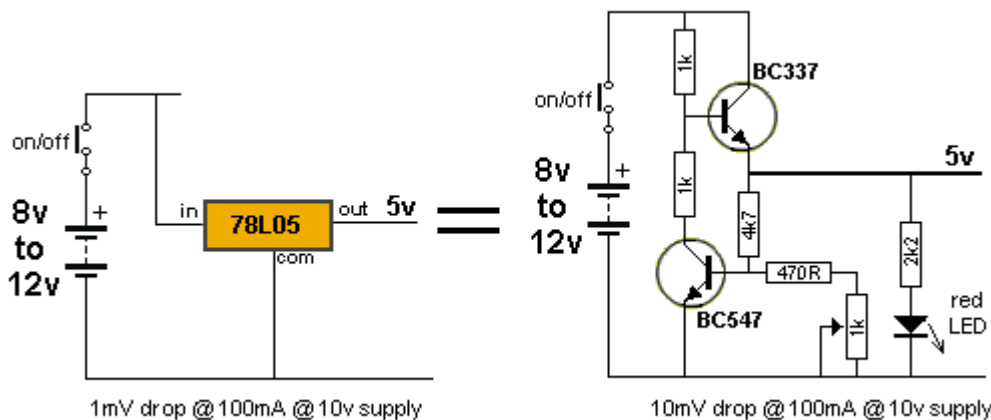 on/off
+
8v
to
12v
in
78L05
out
5v
com
1mV drop @ 100mA @ 10v supply
=
1k
BC337
on/off
+
8v
to
12v
1k
5v
4k7
470R
BC547
1k
2k2
red
LED
10mV drop @ 100mA @ 10v supply